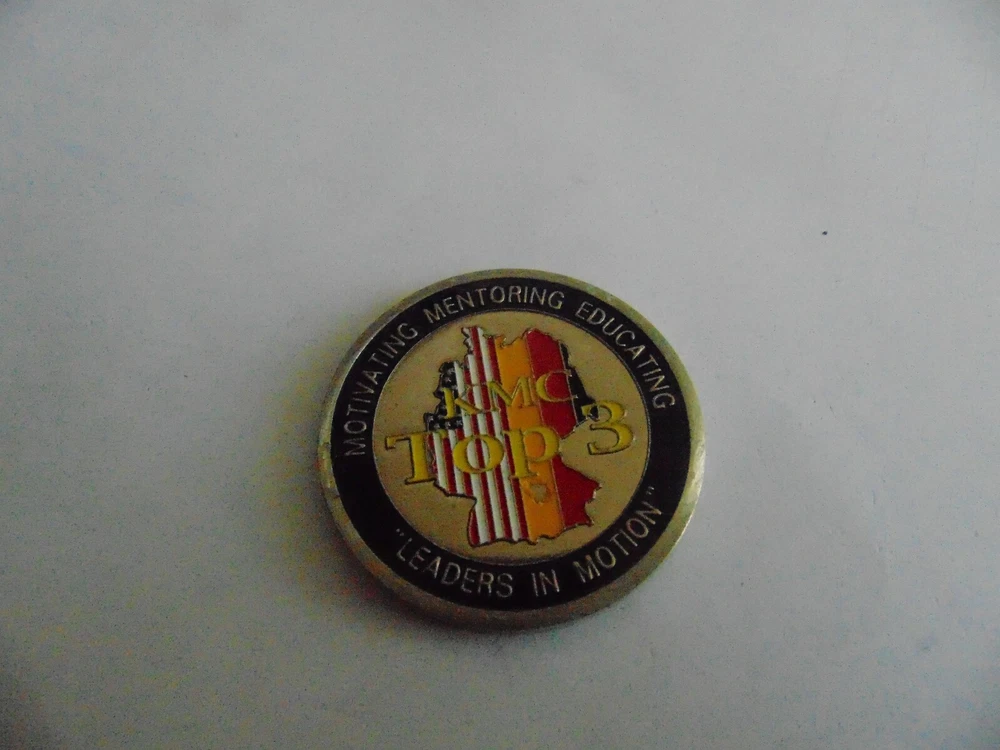 MOTIVATING MENTORING EDUCATING
KMC
Top 3
"LEADERS IN MOTION"